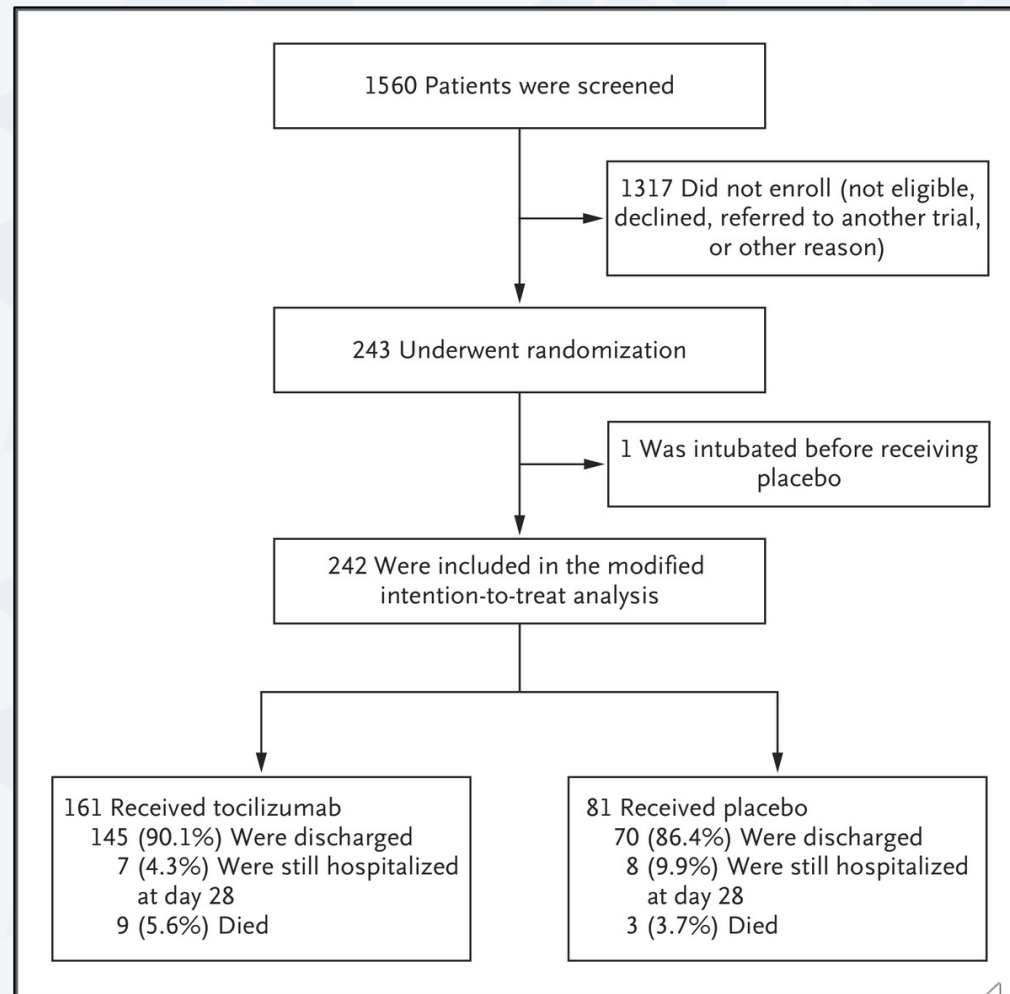 1560 Patients were screened
1317 Did not enroll (not eligible,
declined, referred to another trial,
or other reason)
243 Underwent randomization
1 Was intubated before receiving
placebo
242 Were included in the modified
intention-to-treat analysis
161 Received tocilizumab
145 (90.1%) Were discharged
7 (4.3%) Were still hospitalized
at day 28
9 (5.6%) Died
81 Received placebo
70 (86.4%) Were discharged
8 (9.9%) Were still hospitalized
at day 28
3 (3.7%) Died